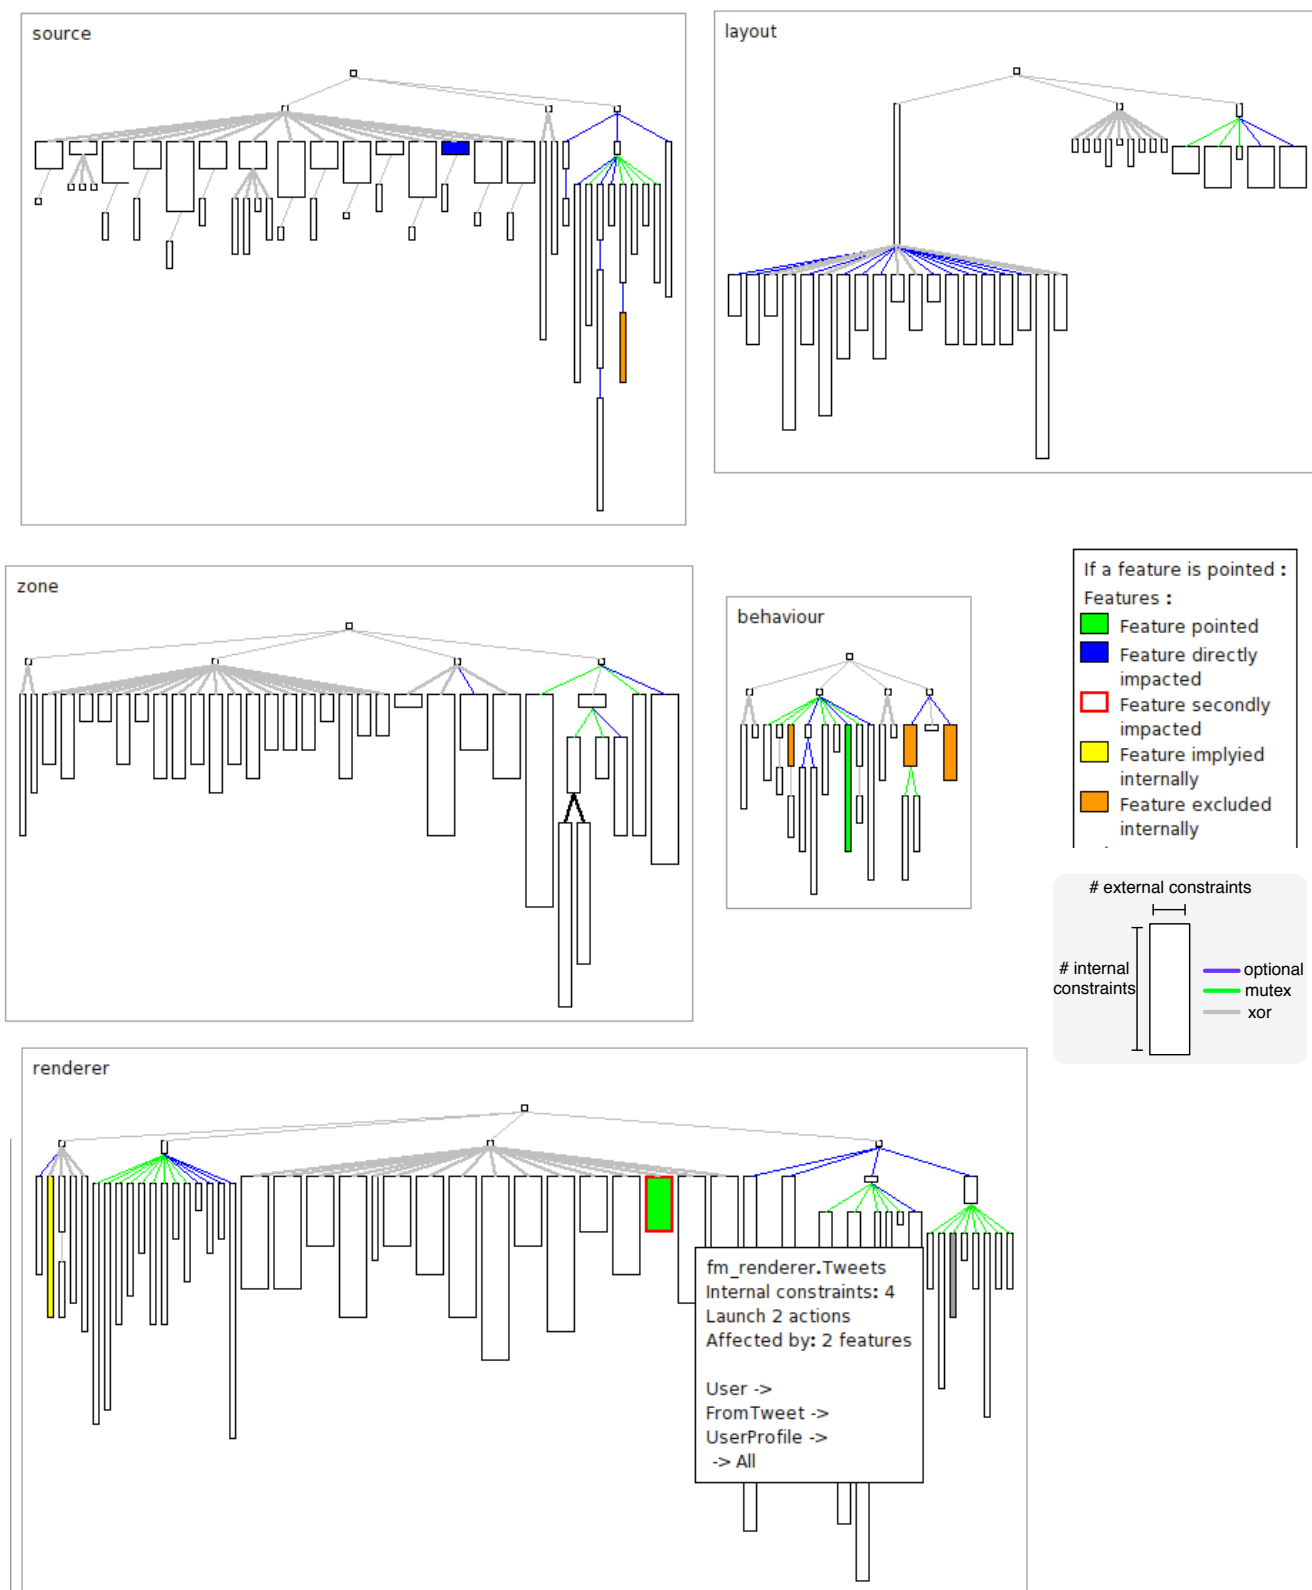 source
layout
zone
behaviour
If a feature is pointed :
Features :
Feature pointed
Feature directly
impacted
Feature secondly
impacted
Feature implyied
internally
Feature excluded
internally
# external constraints
# internal
constraints
optional
mutex
xor
renderer
fm_renderer.Tweets
Internal constraints: 4
Launch 2 actions
Affected by: 2 features
User ->
FromTweet ->
UserProfile ->
-> All